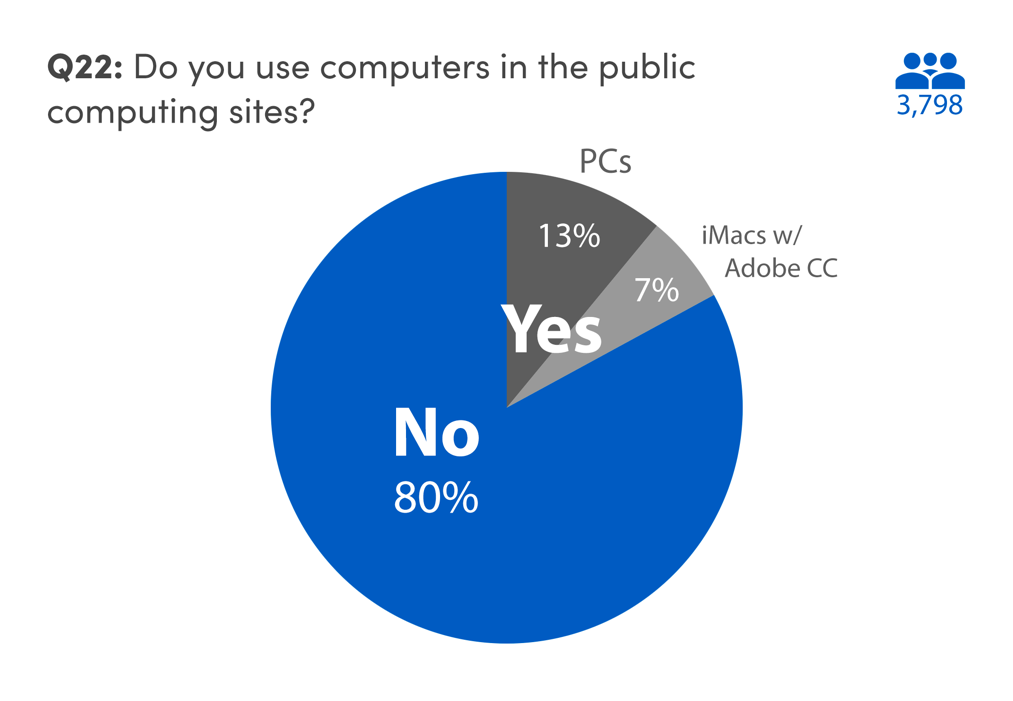 Q22: Do you use computers in the public
computing sites?
3,798
PCs
13%
iMacs w/
Adobe CC
7%
Yes
No
80%